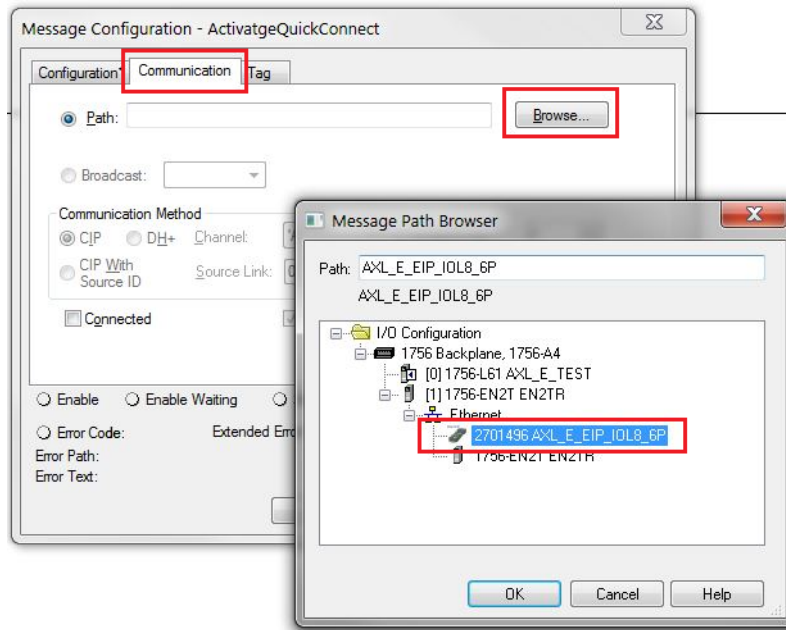 Message Configuration - ActivatgeQuickConnect
Configuration* Communication Tag
Path: Browse...
Broadcast:
Communication Method
CIP DH+ Channel:
CIP With
Source ID Source Link: 0
Connected
Enable Enable Waiting
Error Code: Extended
Error Path:
Error Text:
Message Path Browser
Path: AXL_E_EIP_IOL8_6P
AXL_E_EIP_IOL8_6P
I/O Configuration
1756 Backplane, 1756-A4
[0] 1756-L61 AXL_E_TEST
[1] 1756-EN2T EN2TR
Ethernet
2701496 AXL_E_EIP_IOL8_6P
1756-EN2T EN2TR
OK Cancel Help